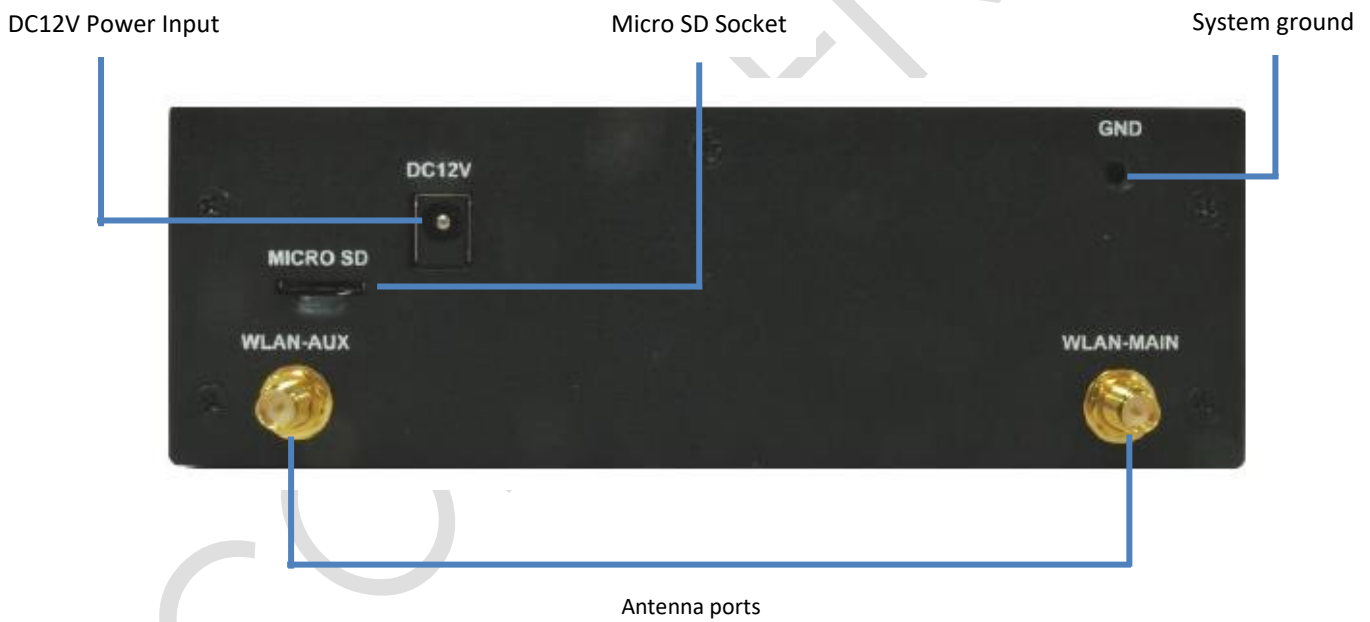 DC12V Power Input
Micro SD Socket
System ground
GND
DC12V
MICRO SD
WLAN-AUX
WLAN-MAIN
Antenna ports